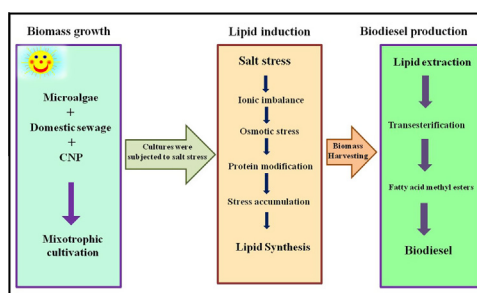 Biomass growth
Microalgae
+
Domestic sewage
+
CNP
Mixotrophic
cultivation
Cultures were
subjected to salt stress
Lipid induction
Salt stress
Ionic imbalance
Osmotic stress
Protein modification
Stress accumulation
Lipid Synthesis
Biomass
Harvesting
Biodiesel production
Lipid extraction
Transesterification
Fatty acid methyl esters
Biodiesel